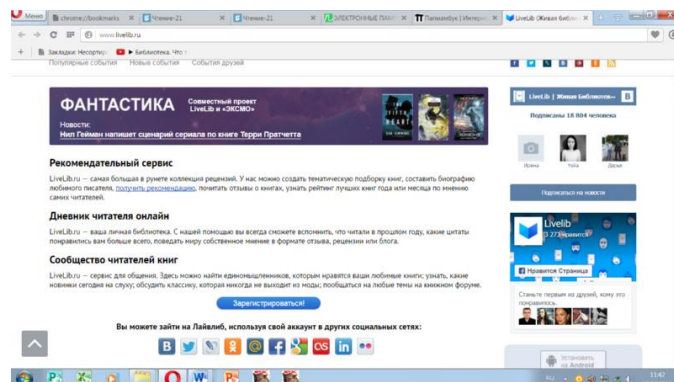 Меню
chrome://bookmarks
Чтение-21
Чтение-21
ЭЛЕКТРОННЫЕ ПАМ
Папмамбук | Интерн
LiveLib (Живая библи
www.livelib.ru
Закладки Несортир
Библиотека. Что
Популярные события Новые события События друзей
ФАНТАСТИКА
Совместный проект
LiveLib и «ЭКСМО»
Новости:
Нил Гейман напишет сценарий сериала по книге Терри Пратчетта
Рекомендательный сервис
LiveLib.ru — самая большая в рунете коллекция рецензий. У нас можно создать тематическую подборку книг, составить биографию
любимого писателя, получить рекомендацию, почитать отзывы о книгах, узнать рейтинг лучших книг года или месяца по мнению
самих читателей.
Дневник читателя онлайн
LiveLib.ru — ваша личная библиотека. С нашей помощью вы всегда сможете вспомнить, что читали в прошлом году, какие цитаты
понравились вам больше всего, поведать миру собственное мнение в формате отзыва, рецензии или блога.
Сообщество читателей книг
LiveLib.ru — сервис для общения. Здесь можно найти единомышленников, которым нравятся ваши любимые книги; узнать, какие
новинки сегодня на слуху; обсудить классику, которая никогда не выходит из моды; пообщаться на любые темы на книжном форуме.
Зарегистрироваться!
Вы можете зайти на Лайвлиб, используя свой аккаунт в других социальных сетях:
LiveLib | Живая Библиотек
Подписаны 18 804 человека
Подписаться на новости
Livelib
Нравится Страница
Станьте первым из друзей, кому это
понравилось.
Установить
на Android
RU
11:42